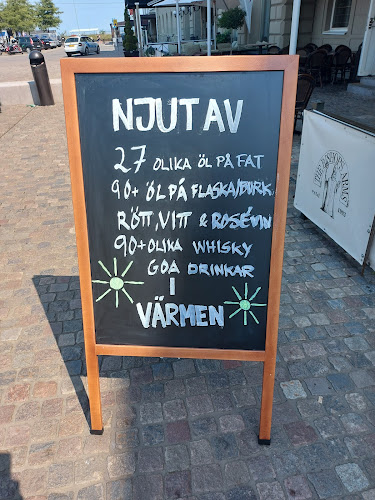 NJUT AV
27 OLIKA ÖL PÅ FAT
90+ ÖL PÅ FLASKA/BURK
RÖTT, VITT & ROSÉVIN
90+ OLIKA WHISKY
GOA DRINKAR
I
VÄRMEN